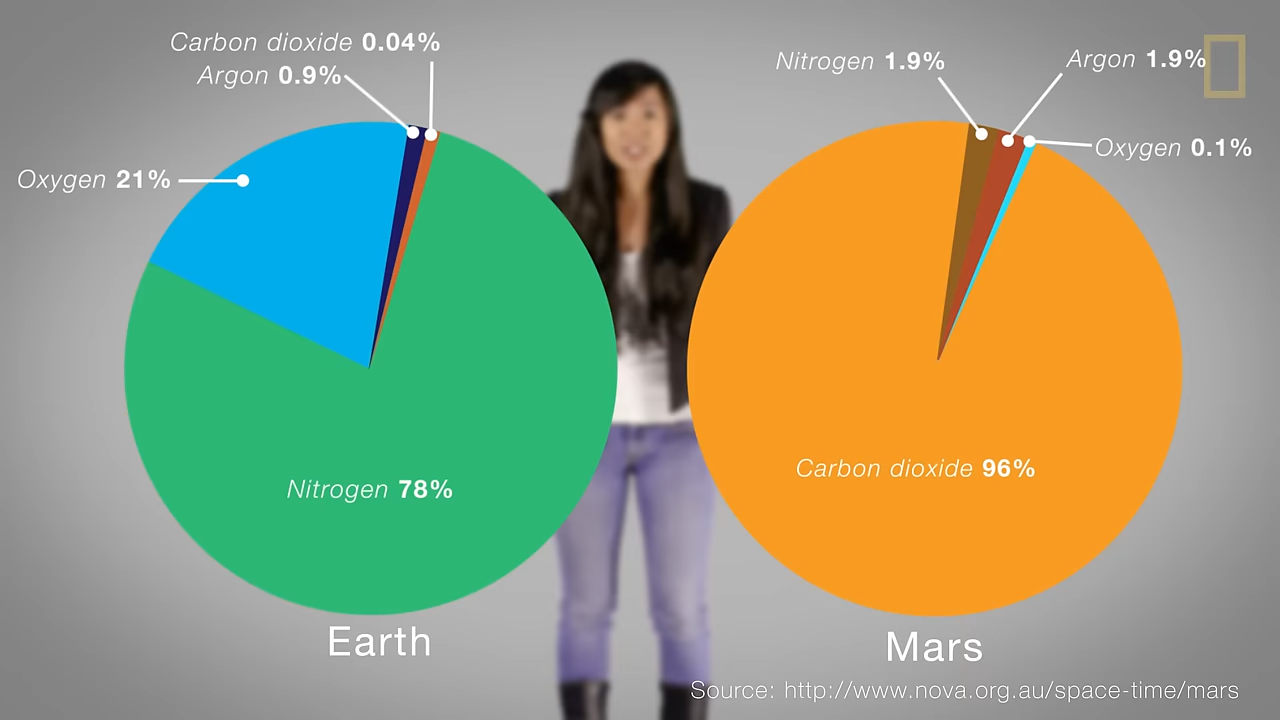 Carbon dioxide 0.04%
Argon 0.9%
Oxygen 21%
Nitrogen 78%
Earth
Nitrogen 1.9%
Argon 1.9%
Oxygen 0.1%
Carbon dioxide 96%
Mars
Source: http://www.nova.org.au/space-time/mars